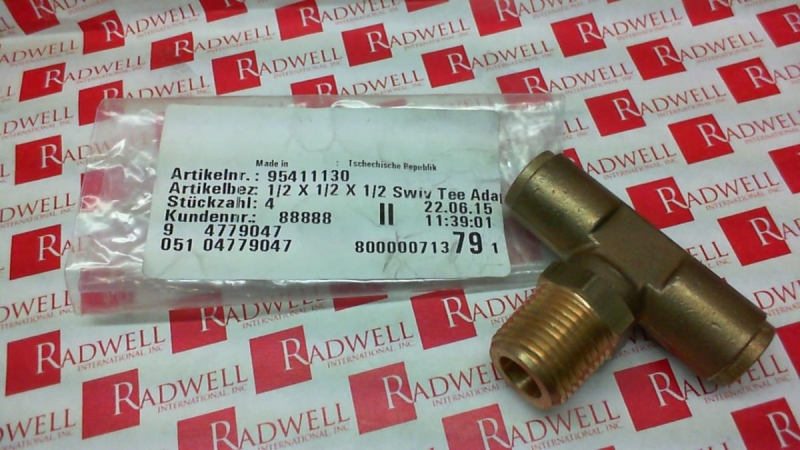 Made in : Tschechische Republik
Artikelnr.: 95411130
Artikelbez: 1/2 X 1/2 X 1/2 Swiv Tee Adap
Stückzahl: 4 22.06.15
Kundennr.: 88888 II 11:39:01
9 4779047
051 04779047 800000713 79 1
RADWELL
INTERNATIONAL, INC